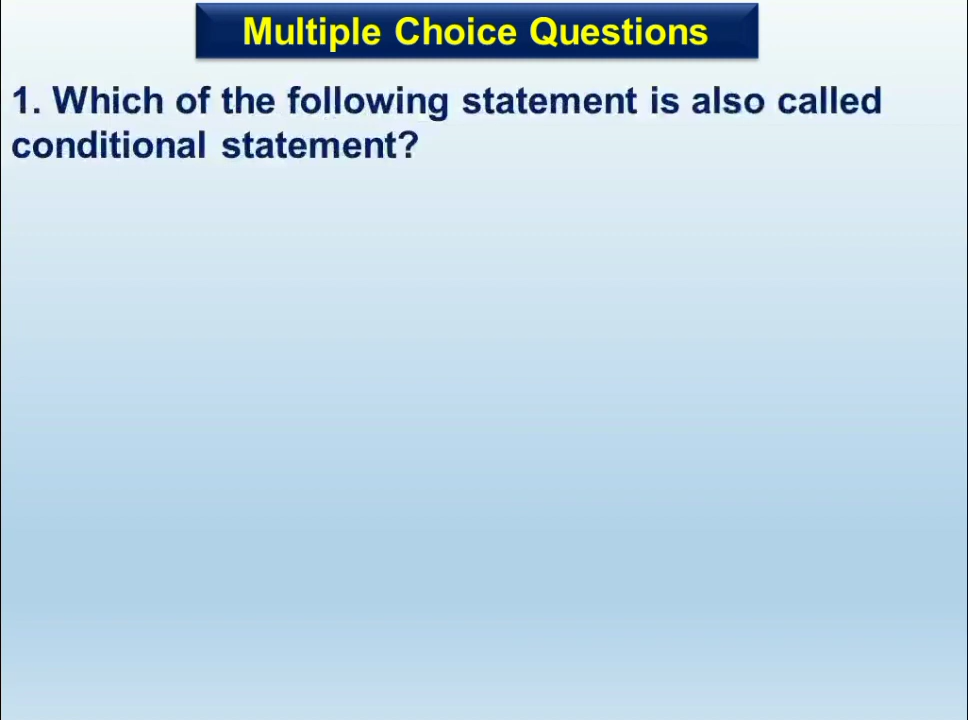 Multiple Choice Questions
1. Which of the following statement is also called
conditional statement?